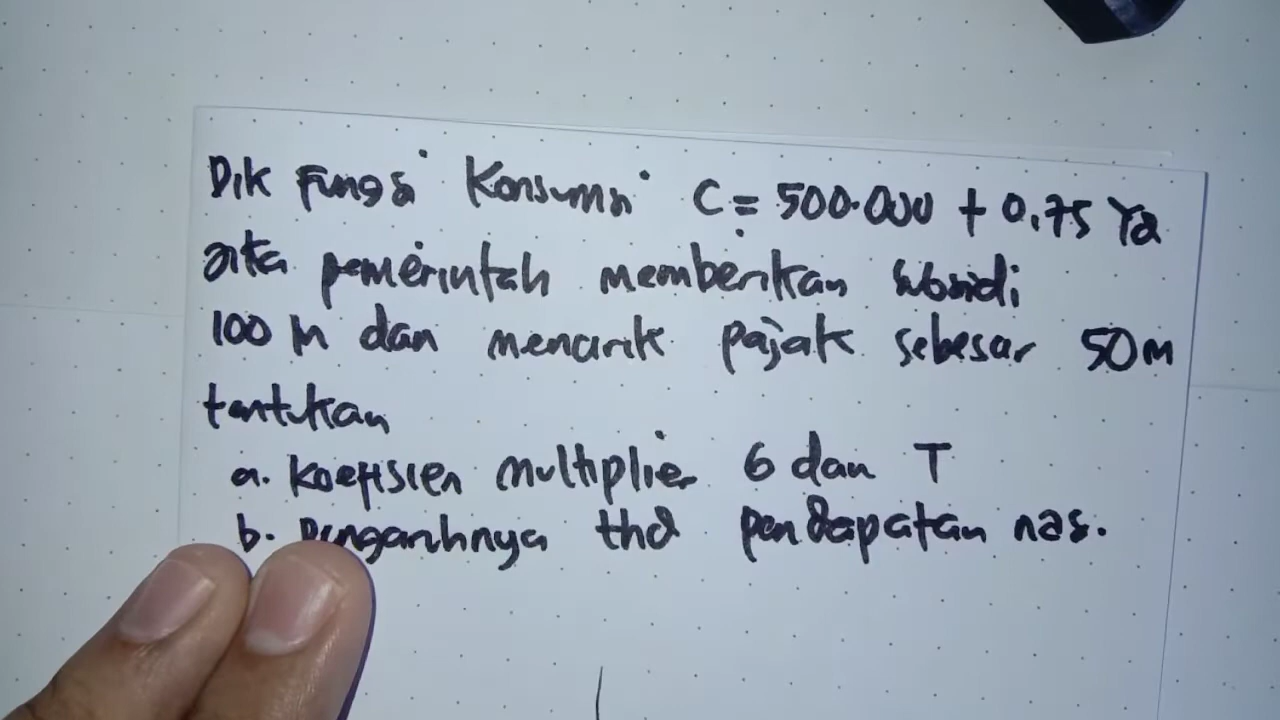 Dik Fungsi Konsumsi C = 500.000 + 0,75 Yd
jika pemerintah memberikan subsidi
100 M dan menarik pajak sebesar 50 M
tentukan
a. Koefisien multiplier G dan T
b. Pengaruhnya thd pendapatan nas.